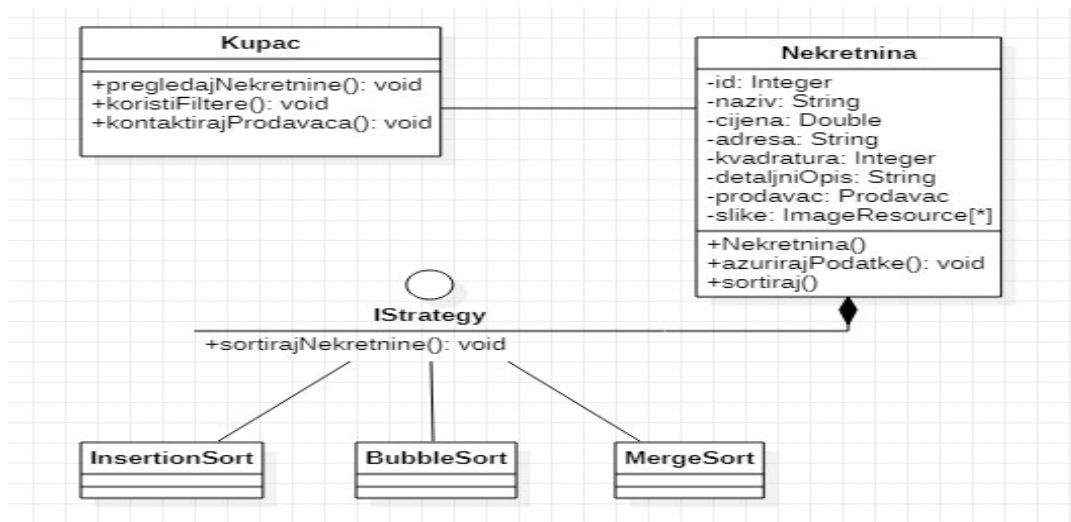 Kupac
+pregledajNekretnine(): void
+koristiFiltere(): void
+kontaktirajProdavaca(): void
Nekretnina
-id: Integer
-naziv: String
-cijena: Double
-adresa: String
-kvadratura: Integer
-detaljniOpis: String
-prodavac: Prodavac
-slike: ImageResource[*]
+Nekretnina()
+azurirajPodatke(): void
+sortiraj()
IStrategy
+sortirajNekretnine(): void
InsertionSort
BubbleSort
MergeSort